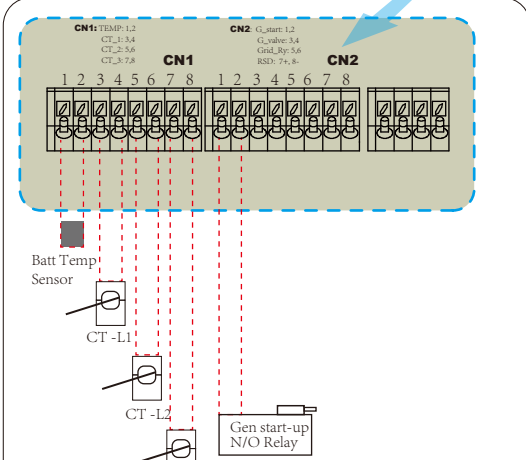 CN1: TEMP: 1,2
CT_1: 3,4
CT_2: 5,6
CT_3: 7,8
CN1
CN2: G_start: 1,2
G_valve: 3,4
Grid_Ry: 5,6
RSD: 7+, 8-
CN2
1 2 3 4 5 6 7 8
1 2 3 4 5 6 7 8
Batt Temp
Sensor
CT -L1
CT -L2
Gen start-up
N/O Relay